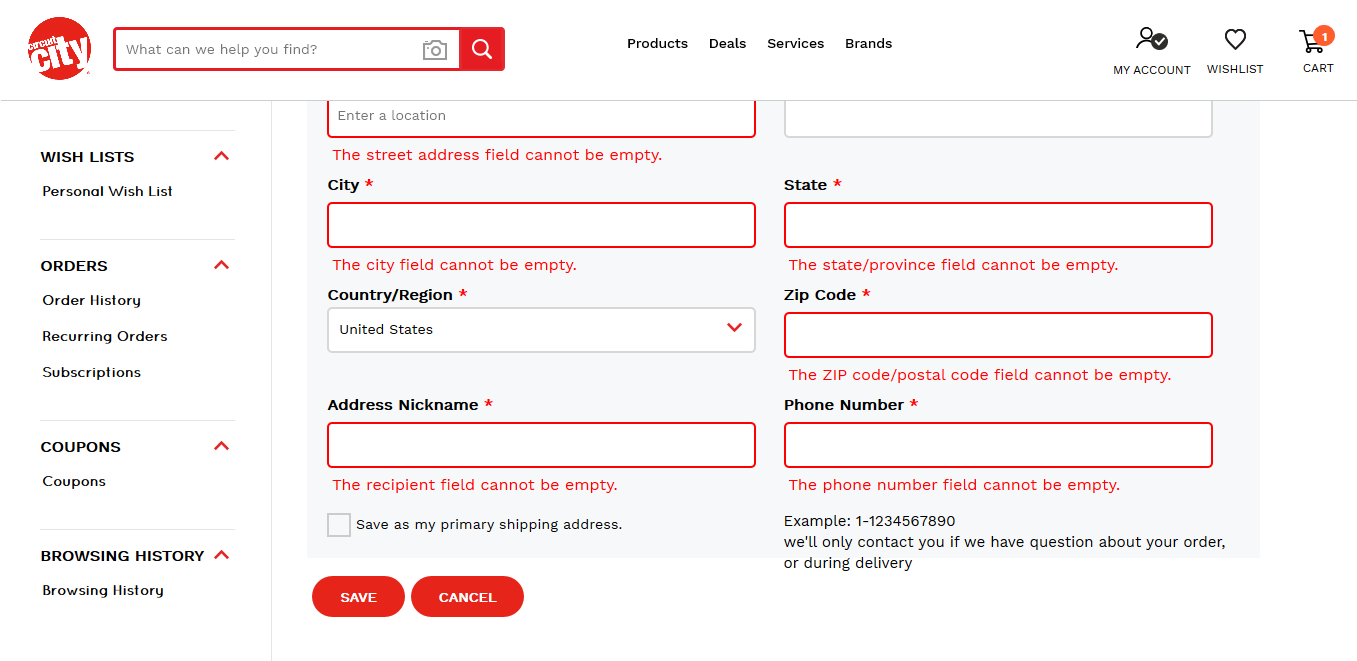 circuit
city
What can we help you find?
Products
Deals
Services
Brands
MY ACCOUNT
WISHLIST
1
CART
WISH LISTS
Personal Wish List
ORDERS
Order History
Recurring Orders
Subscriptions
COUPONS
Coupons
BROWSING HISTORY
Browsing History
Enter a location
The street address field cannot be empty.
City *
State *
The city field cannot be empty.
The state/province field cannot be empty.
Country/Region *
Zip Code *
United States
The ZIP code/postal code field cannot be empty.
Address Nickname *
Phone Number *
The recipient field cannot be empty.
The phone number field cannot be empty.
Save as my primary shipping address.
Example: 1-1234567890
we'll only contact you if we have question about your order,
or during delivery
SAVE
CANCEL